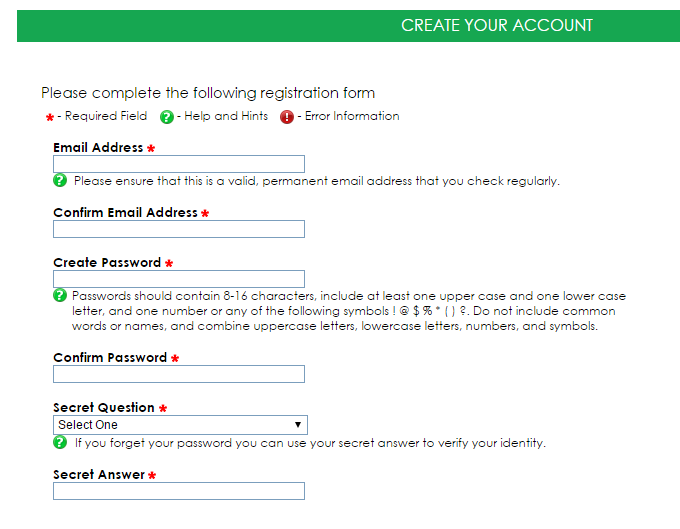 CREATE YOUR ACCOUNT
Please complete the following registration form
* - Required Field ? - Help and Hints ! - Error Information
Email Address *
? Please ensure that this is a valid, permanent email address that you check regularly.
Confirm Email Address *
Create Password *
? Passwords should contain 8-16 characters, include at least one upper case and one lower case
letter, and one number or any of the following symbols ! @ $ % * ( ) ?. Do not include common
words or names, and combine uppercase letters, lowercase letters, numbers, and symbols.
Confirm Password *
Secret Question *
Select One
? If you forget your password you can use your secret answer to verify your identity.
Secret Answer *